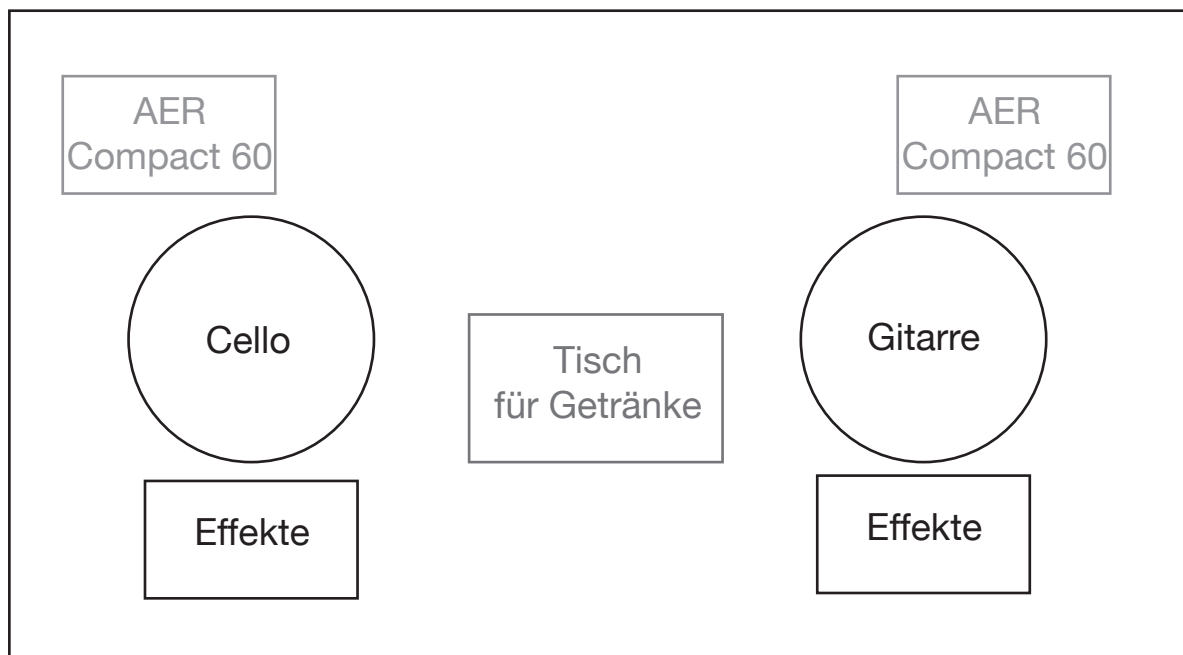 AER
Compact 60
AER
Compact 60
Cello
Tisch
für Getränke
Gitarre
Effekte
Effekte